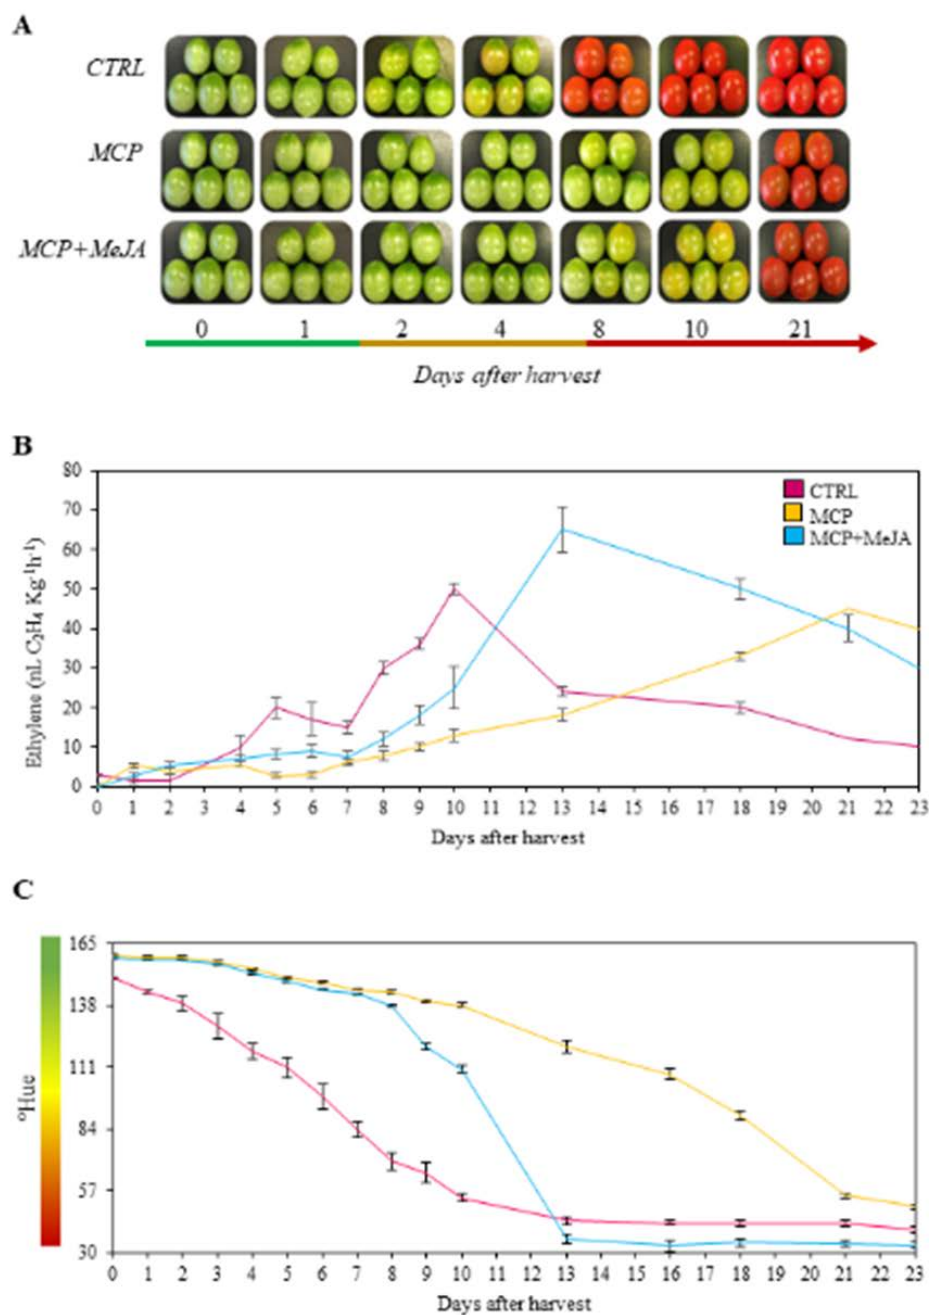 A
CTRL
MCP
MCP+MeJA
0 1 2 4 8 10 21
Days after harvest
B
Ethylene (nL C₂H₄ Kg⁻¹h⁻¹)
80
70
60
50
40
30
20
10
0
CTRL
MCP
MCP+MeJA
0 1 2 3 4 5 6 7 8 9 10 11 12 13 14 15 16 17 18 19 20 21 22 23
Days after harvest
C
ºHue
165
138
111
84
57
30
0 1 2 3 4 5 6 7 8 9 10 11 12 13 14 15 16 17 18 19 20 21 22 23
Days after harvest